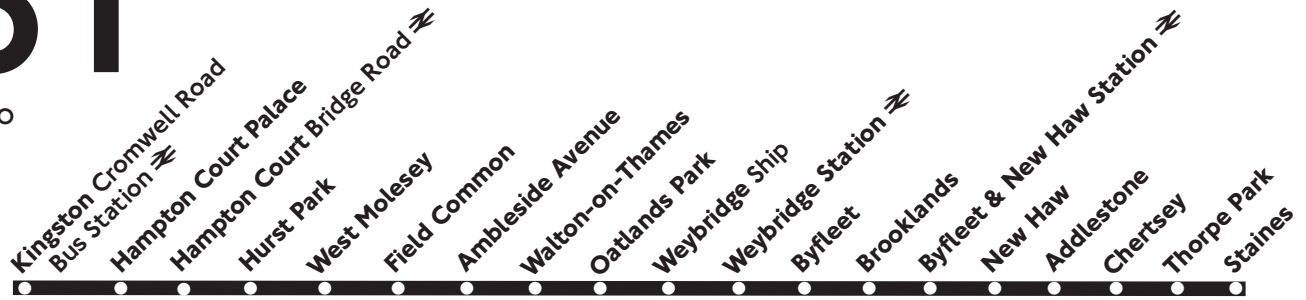 Kingston Cromwell Road
Bus Station
Hampton Court Palace
Hampton Court Bridge Road
Hurst Park
West Molesey
Field Common
Ambleside Avenue
Walton-on-Thames
Oatlands Park
Weybridge Ship
Weybridge Station
Byfleet
Brooklands
Byfleet & New Haw Station
New Haw
Addlestone
Chertsey
Thorpe Park
Staines